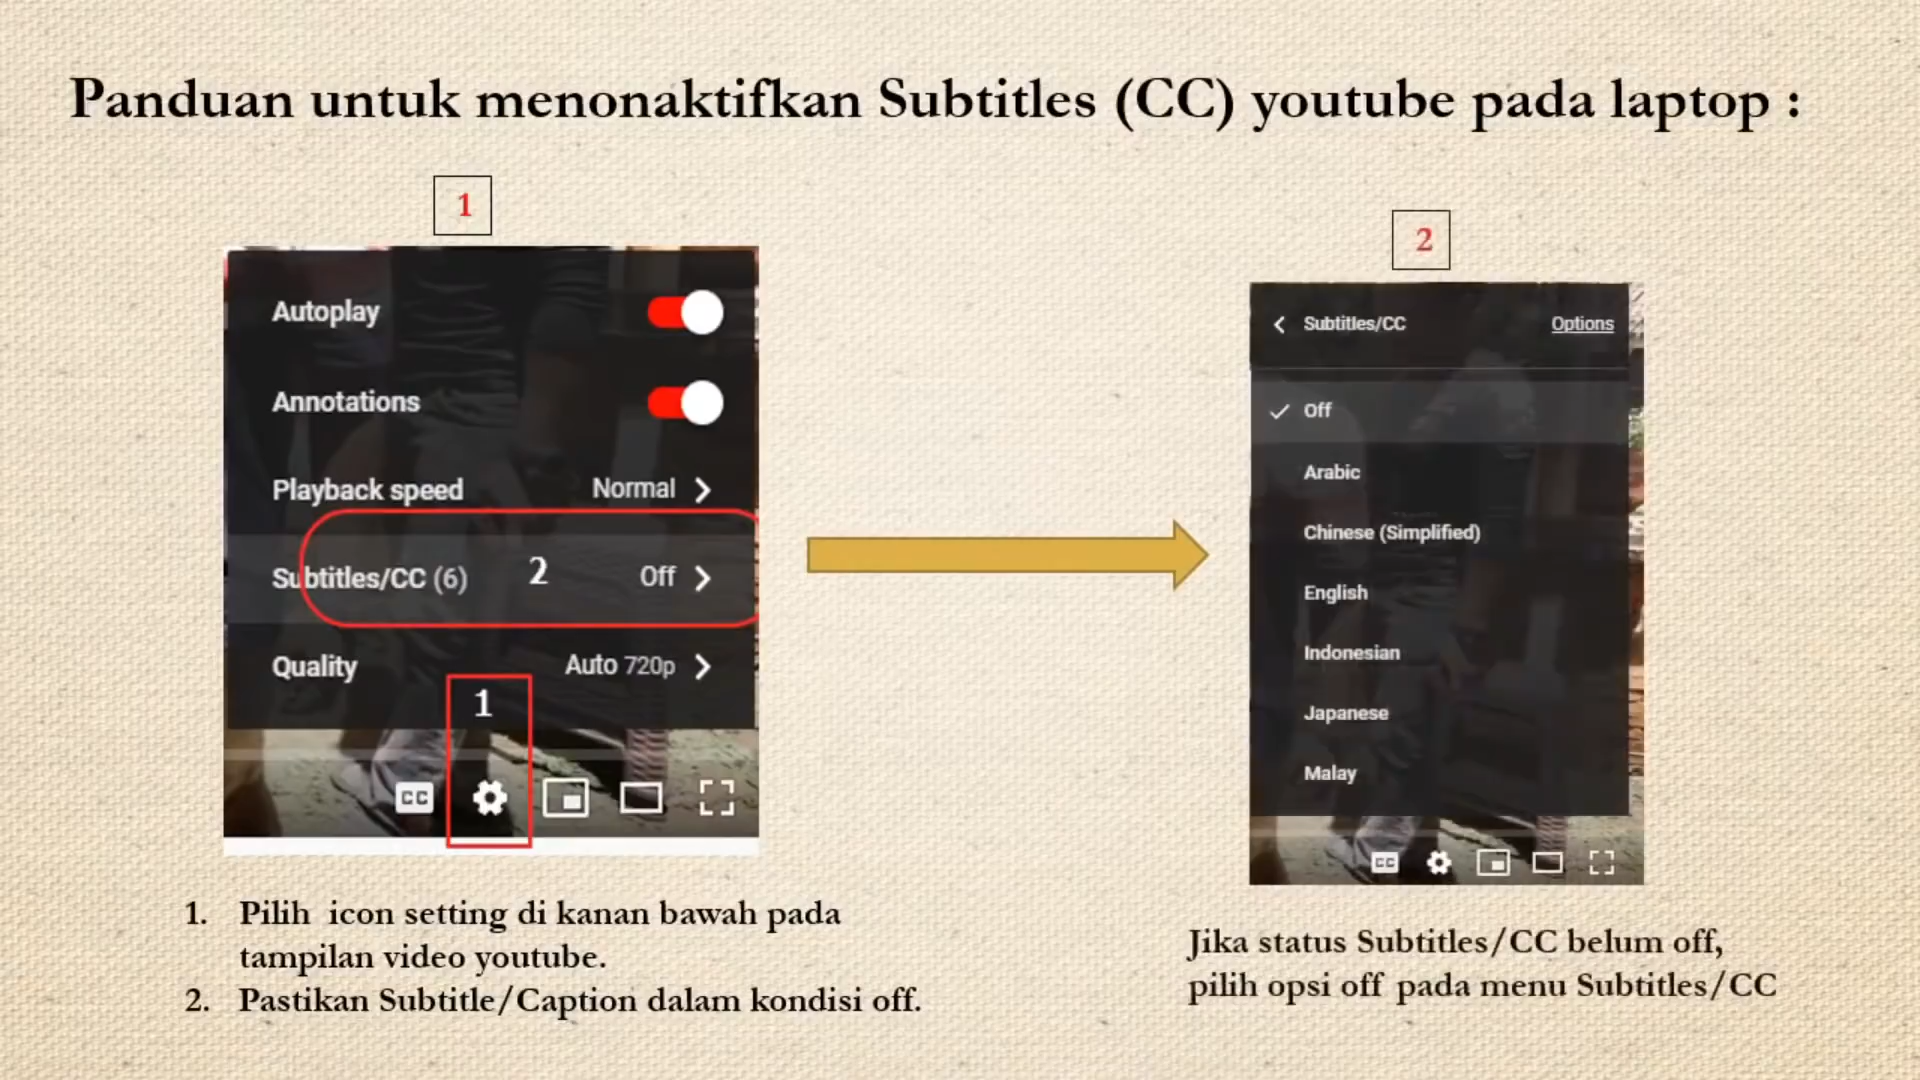 Panduan untuk menonaktifkan Subtitles (CC) youtube pada laptop :
1
Autoplay
Annotations
Playback speed Normal
Subtitles/CC (6) 2 Off
Quality Auto 720p
1
CC
1. Pilih icon setting di kanan bawah pada
tampilan video youtube.
2. Pastikan Subtitle/Caption dalam kondisi off.
2
Subtitles/CC Options
Off
Arabic
Chinese (Simplified)
English
Indonesian
Japanese
Malay
CC
Jika status Subtitles/CC belum off,
pilih opsi off pada menu Subtitles/CC